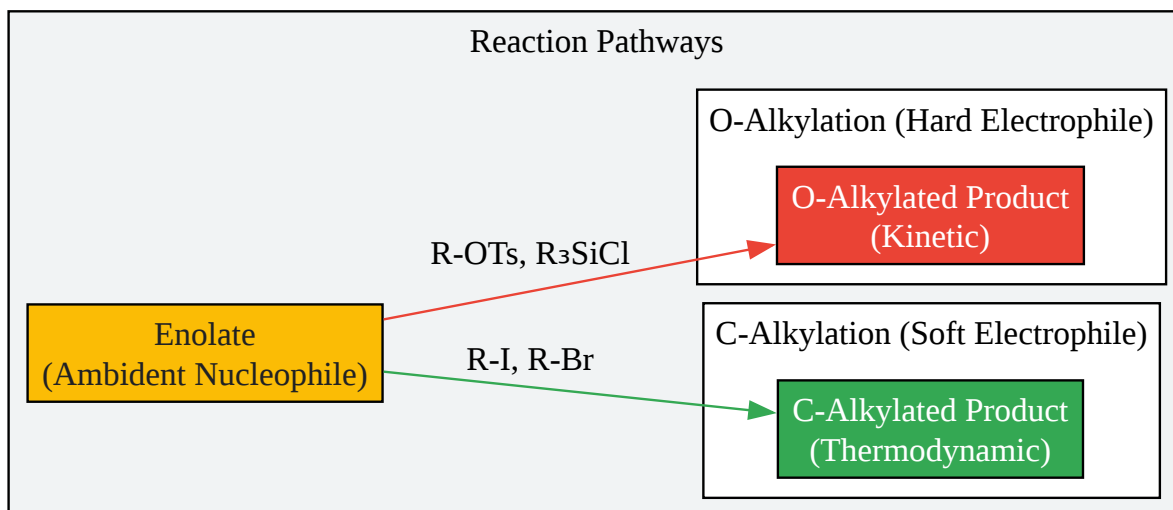 Reaction Pathways
O-Alkylation (Hard Electrophile)
O-Alkylated Product
(Kinetic)
R-OTs, R₃SiCl
Enolate
(Ambident Nucleophile)
R-I, R-Br
C-Alkylation (Soft Electrophile)
C-Alkylated Product
(Thermodynamic)